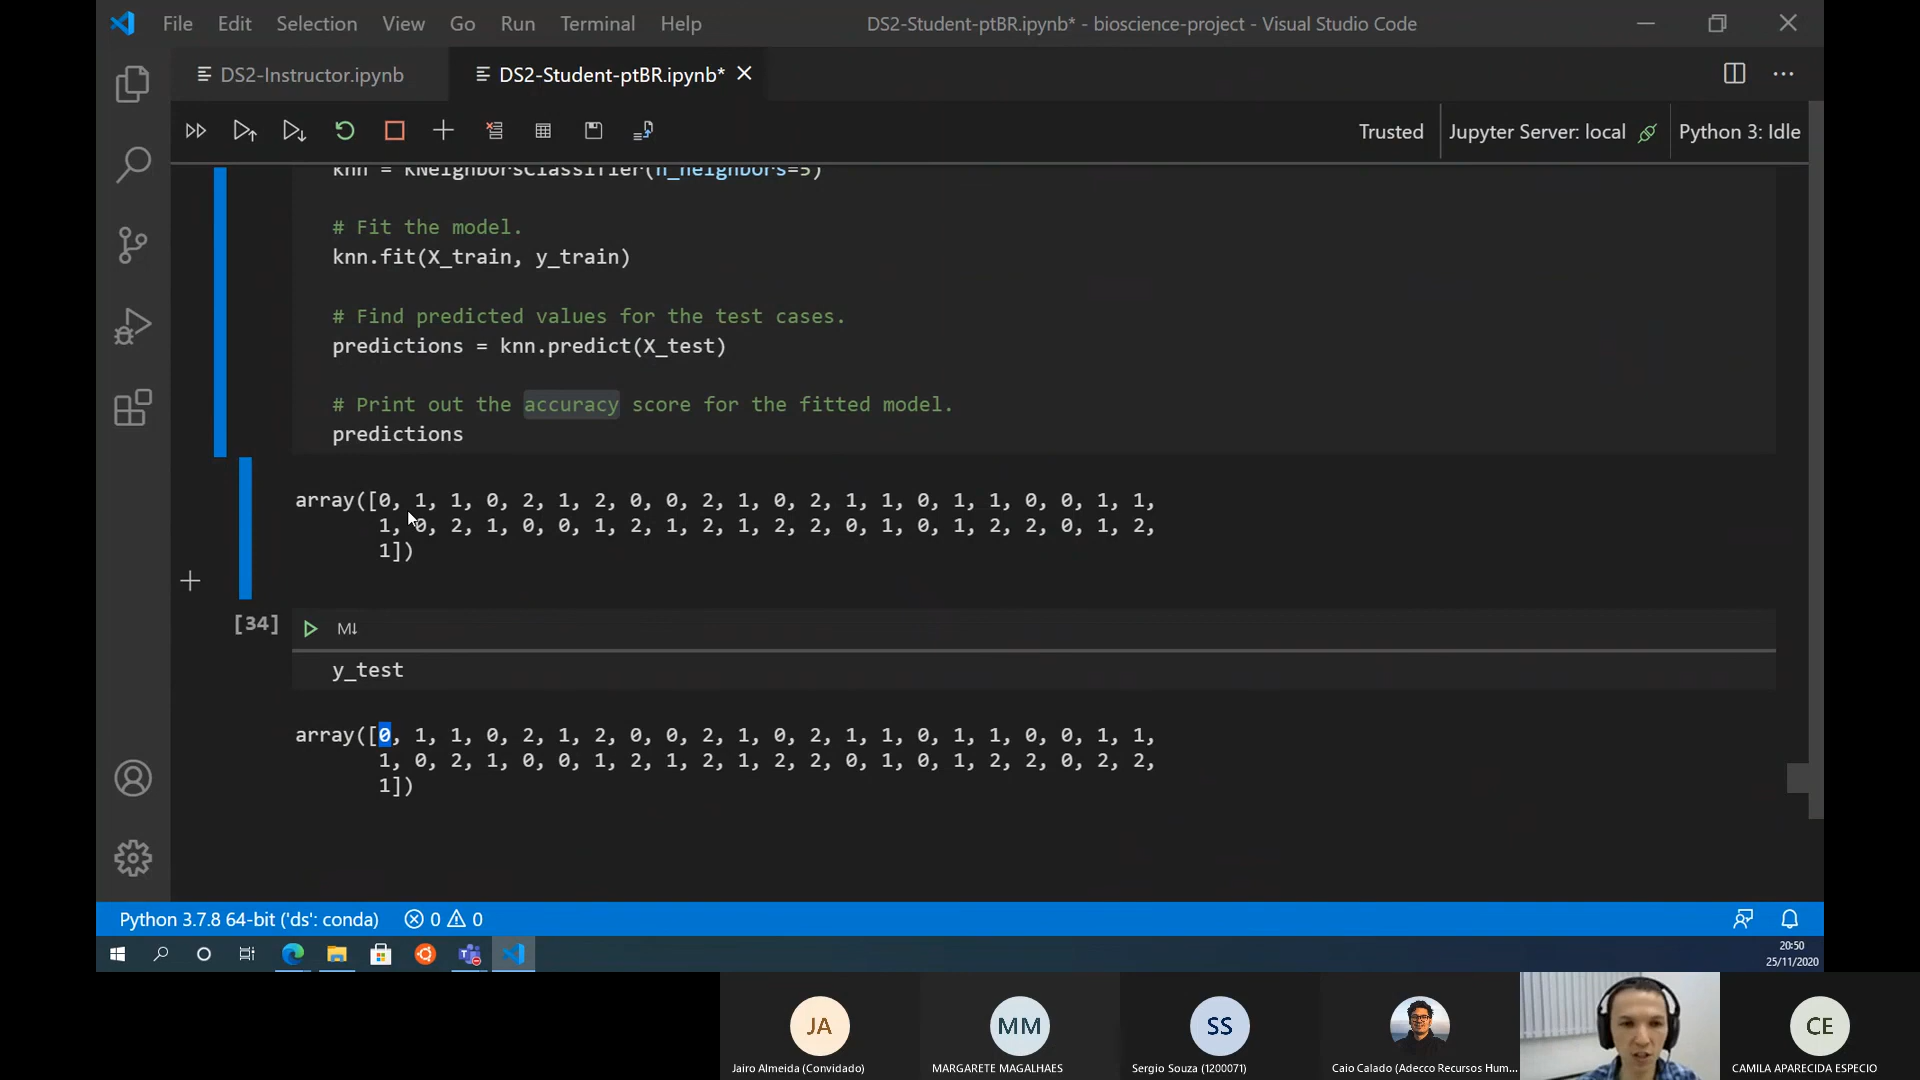 File Edit Selection View Go Run Terminal Help DS2-Student-ptBR.ipynb* - bioscience-project - Visual Studio Code
DS2-Instructor.ipynb DS2-Student-ptBR.ipynb*
Trusted Jupyter Server: local Python 3: Idle
knn = KNeighborsClassifier(n_neighbors=5)
# Fit the model.
knn.fit(X_train, y_train)
# Find predicted values for the test cases.
predictions = knn.predict(X_test)
# Print out the accuracy score for the fitted model.
predictions
array([0, 1, 1, 0, 2, 1, 2, 0, 0, 2, 1, 0, 2, 1, 1, 0, 1, 1, 0, 0, 1, 1,
1, 0, 2, 1, 0, 0, 1, 2, 1, 2, 1, 2, 2, 0, 1, 0, 1, 2, 2, 0, 1, 2,
1])
[34] M↓
y_test
array([0, 1, 1, 0, 2, 1, 2, 0, 0, 2, 1, 0, 2, 1, 1, 0, 1, 1, 0, 0, 1, 1,
1, 0, 2, 1, 0, 0, 1, 2, 1, 2, 1, 2, 2, 0, 1, 0, 1, 2, 2, 0, 2, 2,
1])
Python 3.7.8 64-bit ('ds': conda) 0 0
20:50
25/11/2020
JA MM SS CE
Jairo Almeida (Convidado) MARGARETE MAGALHAES Sergio Souza (1200071) Caio Calado (Adecco Recursos Hum... CAMILA APARECIDA ESPECIO